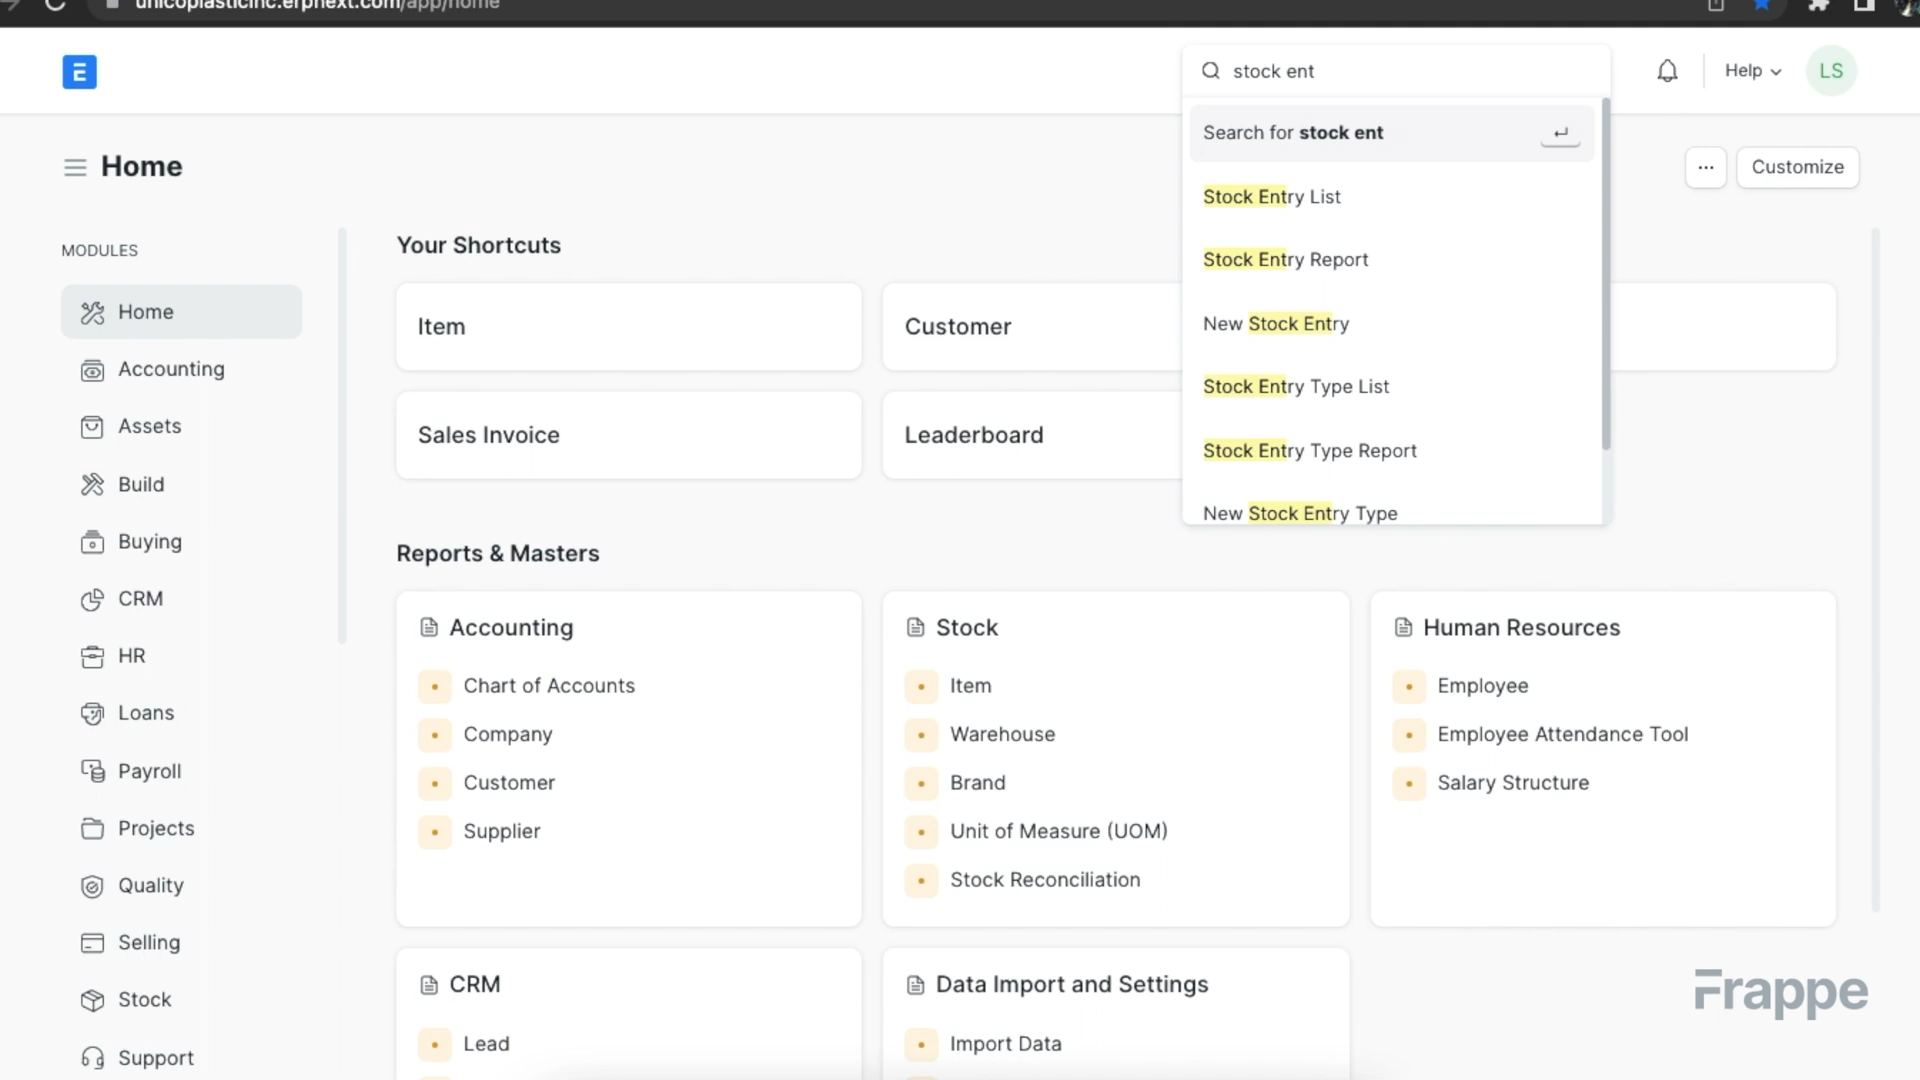 unicoplasticinc.erpnext.com/app/home
E
stock ent
Help
LS
Search for stock ent
Stock Entry List
Stock Entry Report
New Stock Entry
Stock Entry Type List
Stock Entry Type Report
New Stock Entry Type
Home
Customize
MODULES
Home
Accounting
Assets
Build
Buying
CRM
HR
Loans
Payroll
Projects
Quality
Selling
Stock
Support
Your Shortcuts
Item
Customer
Sales Invoice
Leaderboard
Reports & Masters
Accounting
Chart of Accounts
Company
Customer
Supplier
Stock
Item
Warehouse
Brand
Unit of Measure (UOM)
Stock Reconciliation
Human Resources
Employee
Employee Attendance Tool
Salary Structure
CRM
Lead
Data Import and Settings
Import Data
Frappe